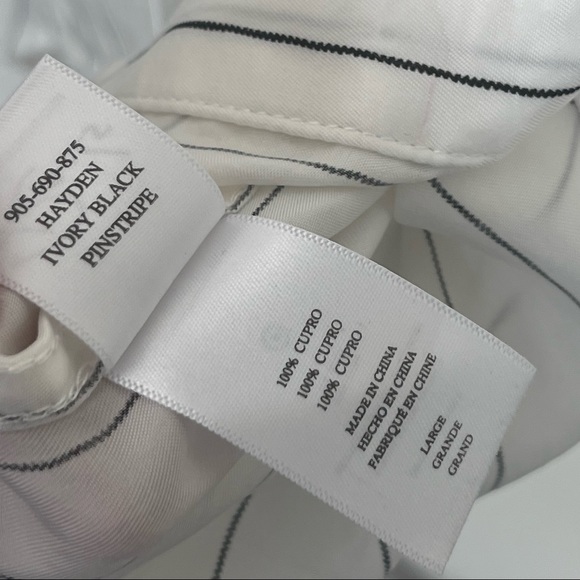 905-690-875
HAYDEN
IVORY BLACK
PINSTRIPE
100% CUPRO
100% CUPRO
100% CUPRO
MADE IN CHINA
HECHO EN CHINA
FABRIQUÉ EN CHINE
LARGE
GRANDE
GRAND